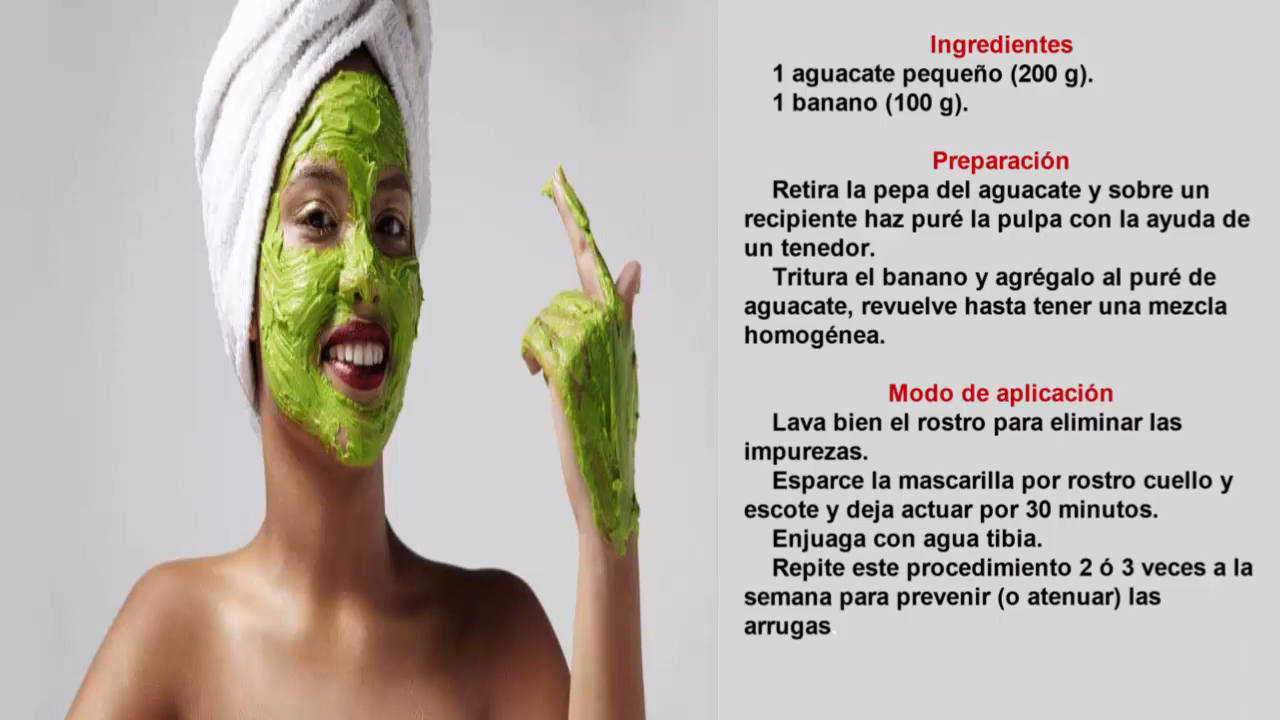 Ingredientes
1 aguacate pequeño (200 g).
1 banano (100 g).
Preparación
Retira la pepa del aguacate y sobre un
recipiente haz puré la pulpa con la ayuda de
un tenedor.
Tritura el banano y agrégalo al puré de
aguacate, revuelve hasta tener una mezcla
homogénea.
Modo de aplicación
Lava bien el rostro para eliminar las
impurezas.
Esparce la mascarilla por rostro cuello y
escote y deja actuar por 30 minutos.
Enjuaga con agua tibia.
Repite este procedimiento 2 ó 3 veces a la
semana para prevenir (o atenuar) las
arrugas.